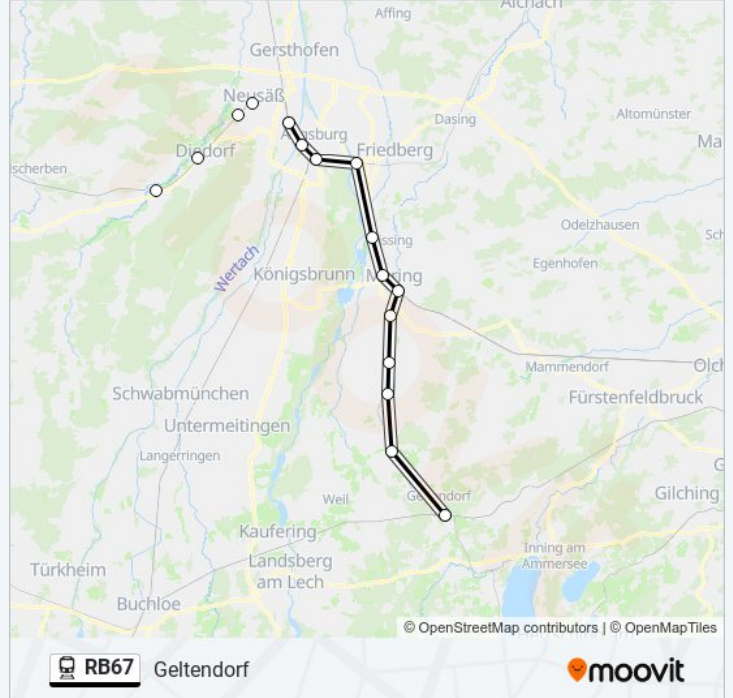 Affing
Aichach
Gersthofen
Neusäß
Altomünster
Dasing
Augsburg
Ma
Diedorf
Friedberg
scherben
Odelzhausen
Sch
ssing
Egenhofen
Wertach
Königsbrunn
Mering
Mammendorf
Olch
Schwabmünchen
Fürstenfeldbruck
Untermeitingen
Langerringen
G
Weil
Geltendorf
Gilching
Kaufering
Inning am
Ammersee
Landsberg
am Lech
Türkheim
Buchloe
© OpenStreetMap contributors | © OpenMapTiles
RB67
Geltendorf
moovit